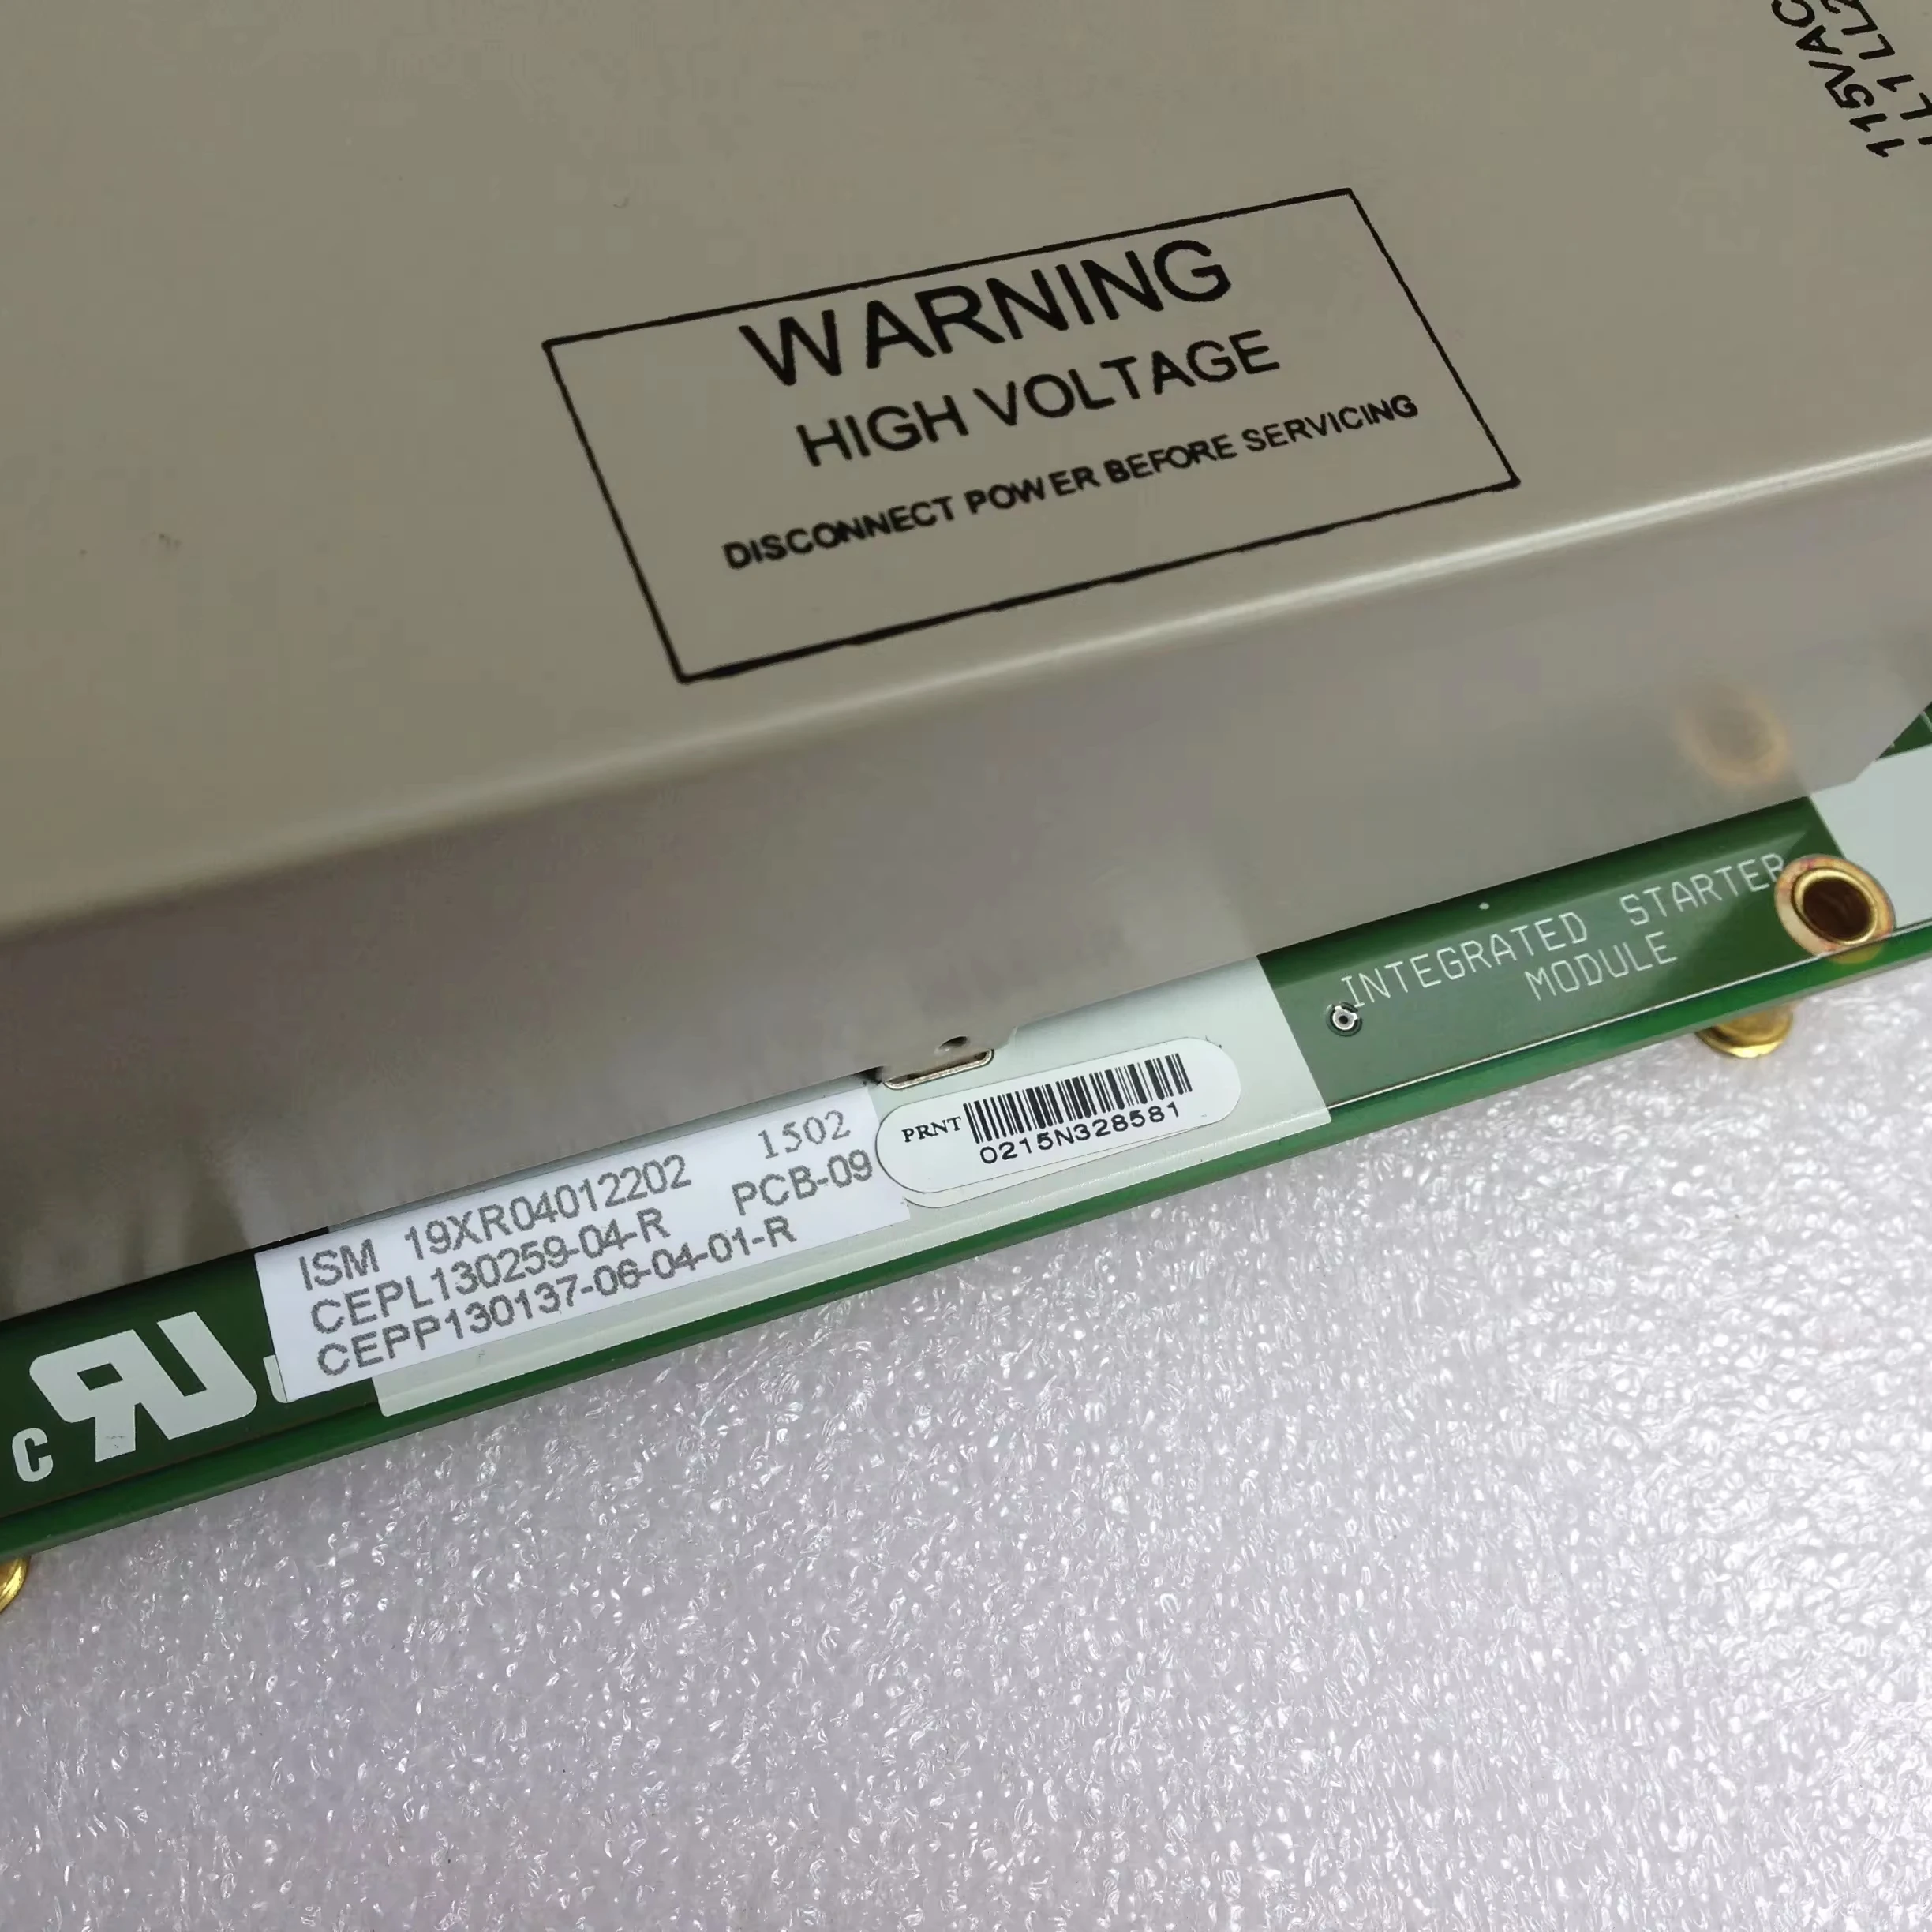 115VAC
WARNING
HIGH VOLTAGE
DISCONNECT POWER BEFORE SERVICING
INTEGRATED STARTER
MODULE
PRNT
0215N328581
ISM 19XR04012202 1502
CEPL130259-04-R PCB-09
CEPP130137-06-04-01-R
C